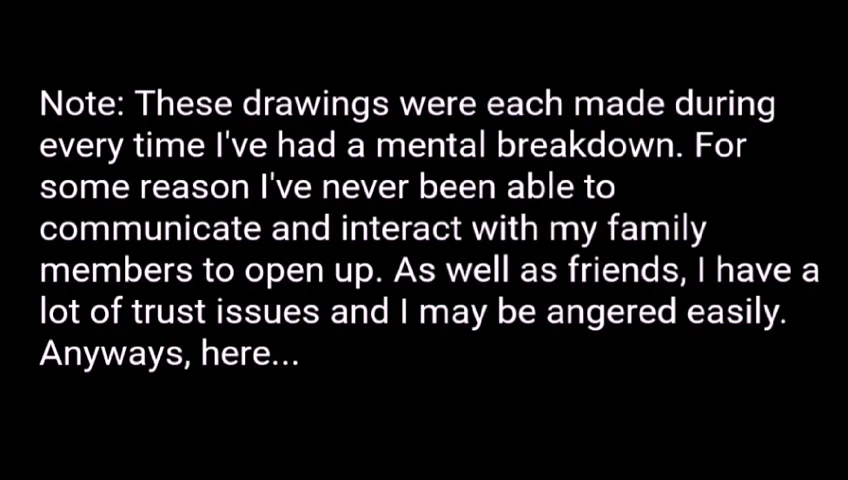 Note: These drawings were each made during
every time I've had a mental breakdown. For
some reason I've never been able to
communicate and interact with my family
members to open up. As well as friends, I have a
lot of trust issues and I may be angered easily.
Anyways, here...